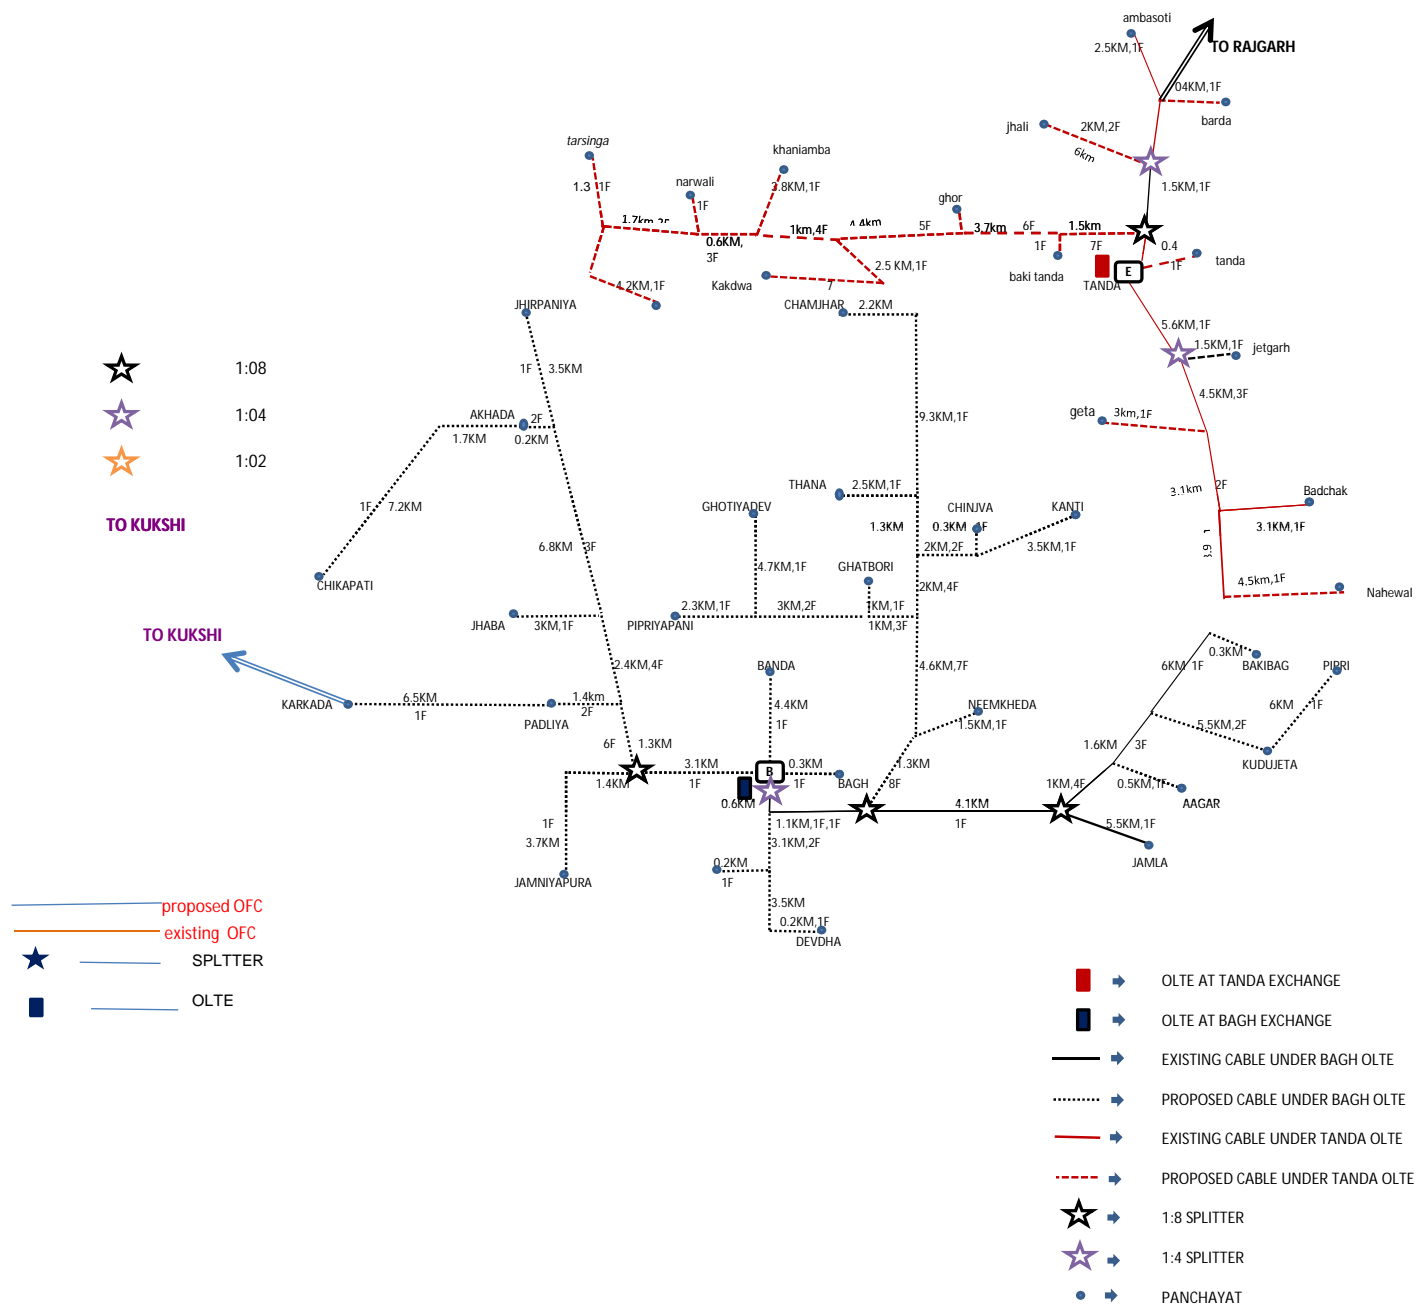 ambasoti
2.5KM,1F
TO RAJGARH
04KM,1F
barda
jhali
2KM,2F
6km
1.5KM,1F
tarsinga
khaniamba
1.3
1F
narwali
1F
3.8KM,1F
ghor
1.7km,2F
0.6KM,
3F
1km,4F
4.4km
5F
3.7km
6F
1.5km
1F
7F
0.4
1F
tanda
baki tanda
E
TANDA
2.5 KM,1F
Kakdwa
7
4.2KM,1F
JHIRPANIYA
CHAMJHAR
2.2KM
5.6KM,1F
1.5KM,1F
jetgarh
1:08
1F
3.5KM
4.5KM,3F
1:04
AKHADA
2F
1.7KM
0.2KM
9.3KM,1F
geta
3km,1F
1:02
TO KUKSHI
1F
7.2KM
THANA
2.5KM,1F
3.1km
2F
Badchak
3.1KM,1F
GHOTIYADEV
CHINJVA
KANTI
1.3KM
0.3KM
1F
6.8KM
3F
2KM,2F
3.5KM,1F
CHIKAPATI
4.7KM,1F
GHATBORI
2KM,4F
4.5km,1F
Nahewal
JHABA
3KM,1F
PIPRIYAPANI
2.3KM,1F
3KM,2F
1KM,1F
1KM,3F
TO KUKSHI
2.4KM,4F
BANDA
4.6KM,7F
6KM
1F
0.3KM
BAKIBAG
PIPRI
KARKADA
6.5KM
1F
PADLIYA
1.4km
2F
4.4KM
1F
NEEMKHEDA
1.5KM,1F
6KM
1F
5.5KM,2F
6F
1.3KM
1.6KM
3F
KUDUJETA
3.1KM
1F
B
0.3KM
1F
BAGH
1.3KM
8F
1.4KM
0.6KM
4.1KM
1F
1KM,4F
0.5KM,1F
AAGAR
1F
3.7KM
1.1KM,1F,1F
3.1KM,2F
5.5KM,1F
JAMLA
JAMNIYAPURA
0.2KM
1F
3.5KM
0.2KM,1F
DEVDHA
proposed OFC
existing OFC
SPLTTER
OLTE
OLTE AT TANDA EXCHANGE
OLTE AT BAGH EXCHANGE
EXISTING CABLE UNDER BAGH OLTE
PROPOSED CABLE UNDER BAGH OLTE
EXISTING CABLE UNDER TANDA OLTE
PROPOSED CABLE UNDER TANDA OLTE
1:8 SPLITTER
1:4 SPLITTER
PANCHAYAT